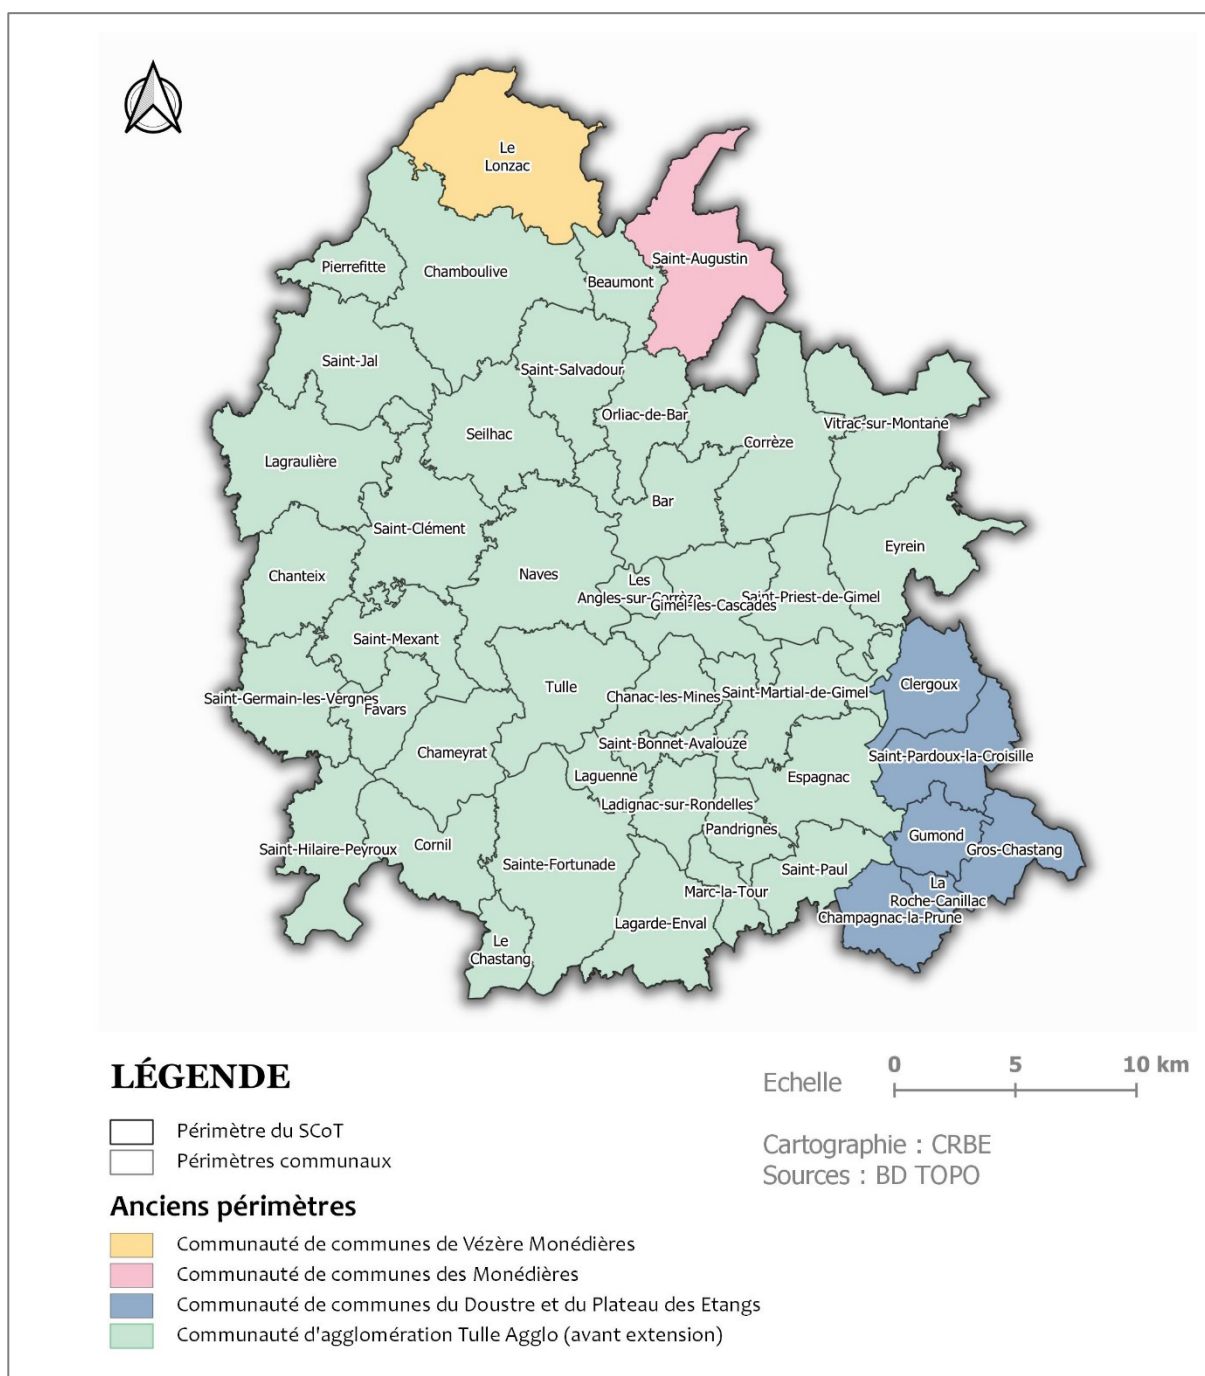 Le
Lonzac
Saint-Augustin
Pierrefitte
Chamboulive
Beaumont
Saint-Jal
Saint-Salvadour
Orliac-de-Bar
Vitrac-sur-Montane
Seilhac
Corrèze
Lagraulière
Bar
Saint-Clément
Eyrein
Chanteix
Naves
Les
Angles-sur-Corrèze
Gimel-les-Cascades
Saint-Priest-de-Gimel
Saint-Mexant
Clergoux
Tulle
Chanac-les-Mines
Saint-Martial-de-Gimel
Saint-Germain-les-Vergnes
Favars
Chameyrat
Saint-Bonnet-Avalouze
Saint-Pardoux-la-Croisille
Laguenne
Espagnac
Ladignac-sur-Rondelles
Pandrignes
Gumond
Saint-Hilaire-Peyroux
Cornil
Gros-Chastang
Sainte-Fortunade
Saint-Paul
Marc-la-Tour
La
Roche-Canillac
Champagnac-la-Prune
Lagarde-Enval
Le
Chastang
LÉGENDE
Périmètre du SCoT
Périmètres communaux
Anciens périmètres
Communauté de communes de Vézère Monédières
Communauté de communes des Monédières
Communauté de communes du Doustre et du Plateau des Etangs
Communauté d'agglomération Tulle Agglo (avant extension)
Echelle
0 5 10 km
Cartographie : CRBE
Sources : BD TOPO